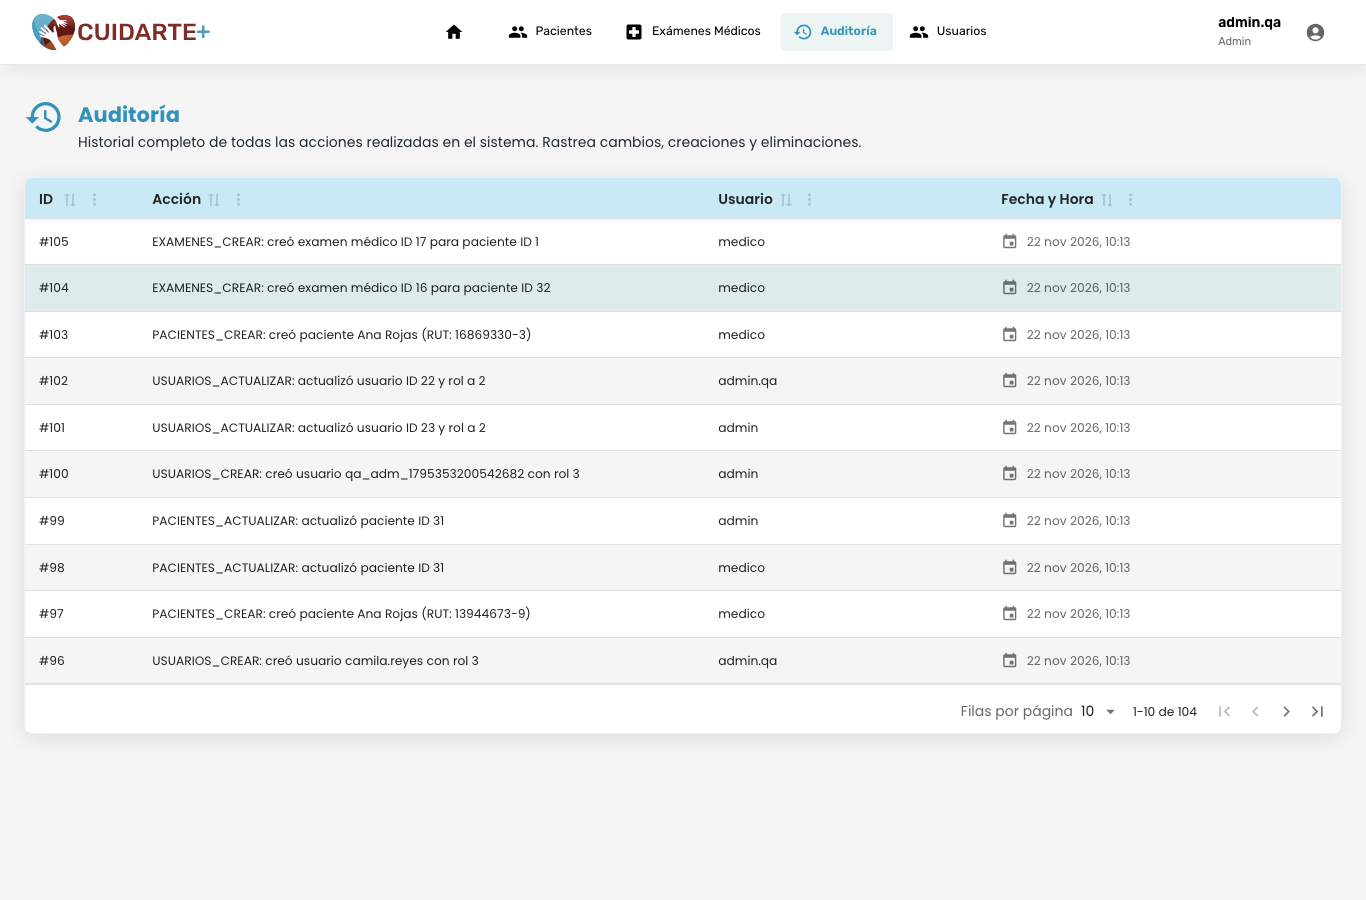 CUIDARTE+
Pacientes
Exámenes Médicos
Auditoría
Usuarios
admin.qa
Admin
Auditoría
Historial completo de todas las acciones realizadas en el sistema. Rastrea cambios, creaciones y eliminaciones.
ID Acción Usuario Fecha y Hora
#105 EXAMENES_CREAR: creó examen médico ID 17 para paciente ID 1 medico 22 nov 2026, 10:13
#104 EXAMENES_CREAR: creó examen médico ID 16 para paciente ID 32 medico 22 nov 2026, 10:13
#103 PACIENTES_CREAR: creó paciente Ana Rojas (RUT: 16869330-3) medico 22 nov 2026, 10:13
#102 USUARIOS_ACTUALIZAR: actualizó usuario ID 22 y rol a 2 admin.qa 22 nov 2026, 10:13
#101 USUARIOS_ACTUALIZAR: actualizó usuario ID 23 y rol a 2 admin 22 nov 2026, 10:13
#100 USUARIOS_CREAR: creó usuario qa_adm_1795353200542682 con rol 3 admin 22 nov 2026, 10:13
#99 PACIENTES_ACTUALIZAR: actualizó paciente ID 31 admin 22 nov 2026, 10:13
#98 PACIENTES_ACTUALIZAR: actualizó paciente ID 31 medico 22 nov 2026, 10:13
#97 PACIENTES_CREAR: creó paciente Ana Rojas (RUT: 13944673-9) medico 22 nov 2026, 10:13
#96 USUARIOS_CREAR: creó usuario camila.reyes con rol 3 admin.qa 22 nov 2026, 10:13
Filas por página 10 1-10 de 104